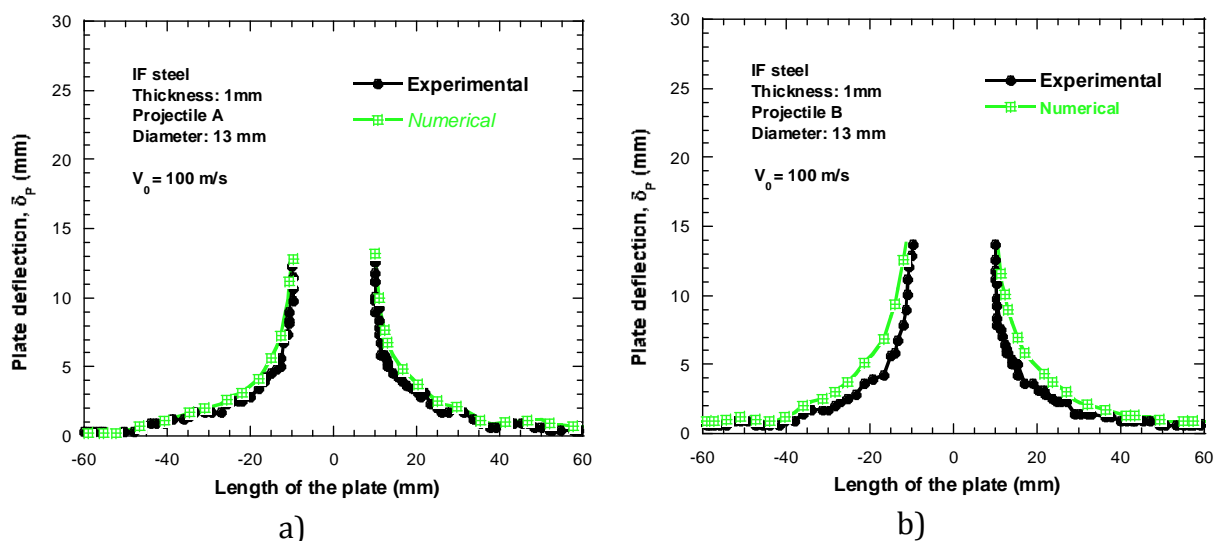 30
25
20
15
10
5
0
Plate deflection, δP (mm)
IF steel
Thickness: 1mm
Projectile A
Diameter: 13 mm
V0 = 100 m/s
Experimental
Numerical
-60 -40 -20 0 20 40 60
Length of the plate (mm)
a)
30
25
20
15
10
5
0
Plate deflection, δP (mm)
IF steel
Thickness: 1mm
Projectile B
Diameter: 13 mm
V0 = 100 m/s
Experimental
Numerical
-60 -40 -20 0 20 40 60
Length of the plate (mm)
b)